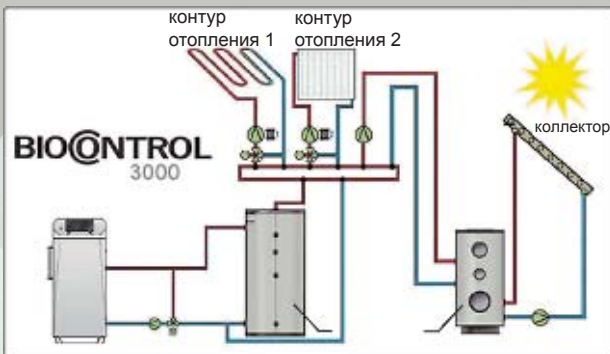 контур
отопления 1
контур
отопления 2
коллектор
BIOCONTROL
3000